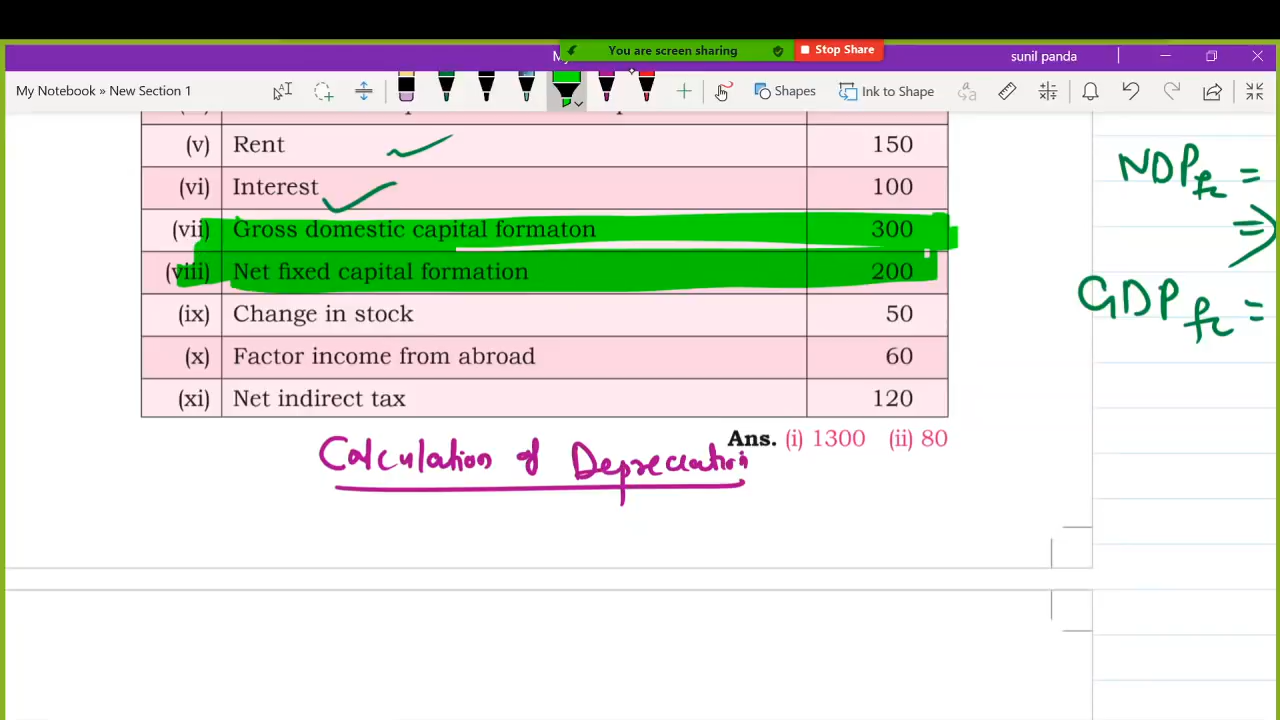 You are screen sharing
Stop Share
sunil panda
My Notebook » New Section 1
Shapes
Ink to Shape
(v) Rent 150
(vi) Interest 100
(vii) Gross domestic capital formaton 300
(viii) Net fixed capital formation 200
(ix) Change in stock 50
(x) Factor income from abroad 60
(xi) Net indirect tax 120
Ans. (i) 1300 (ii) 80
Calculation of Depreciation
NDPfc =
⇒
GDPfc =